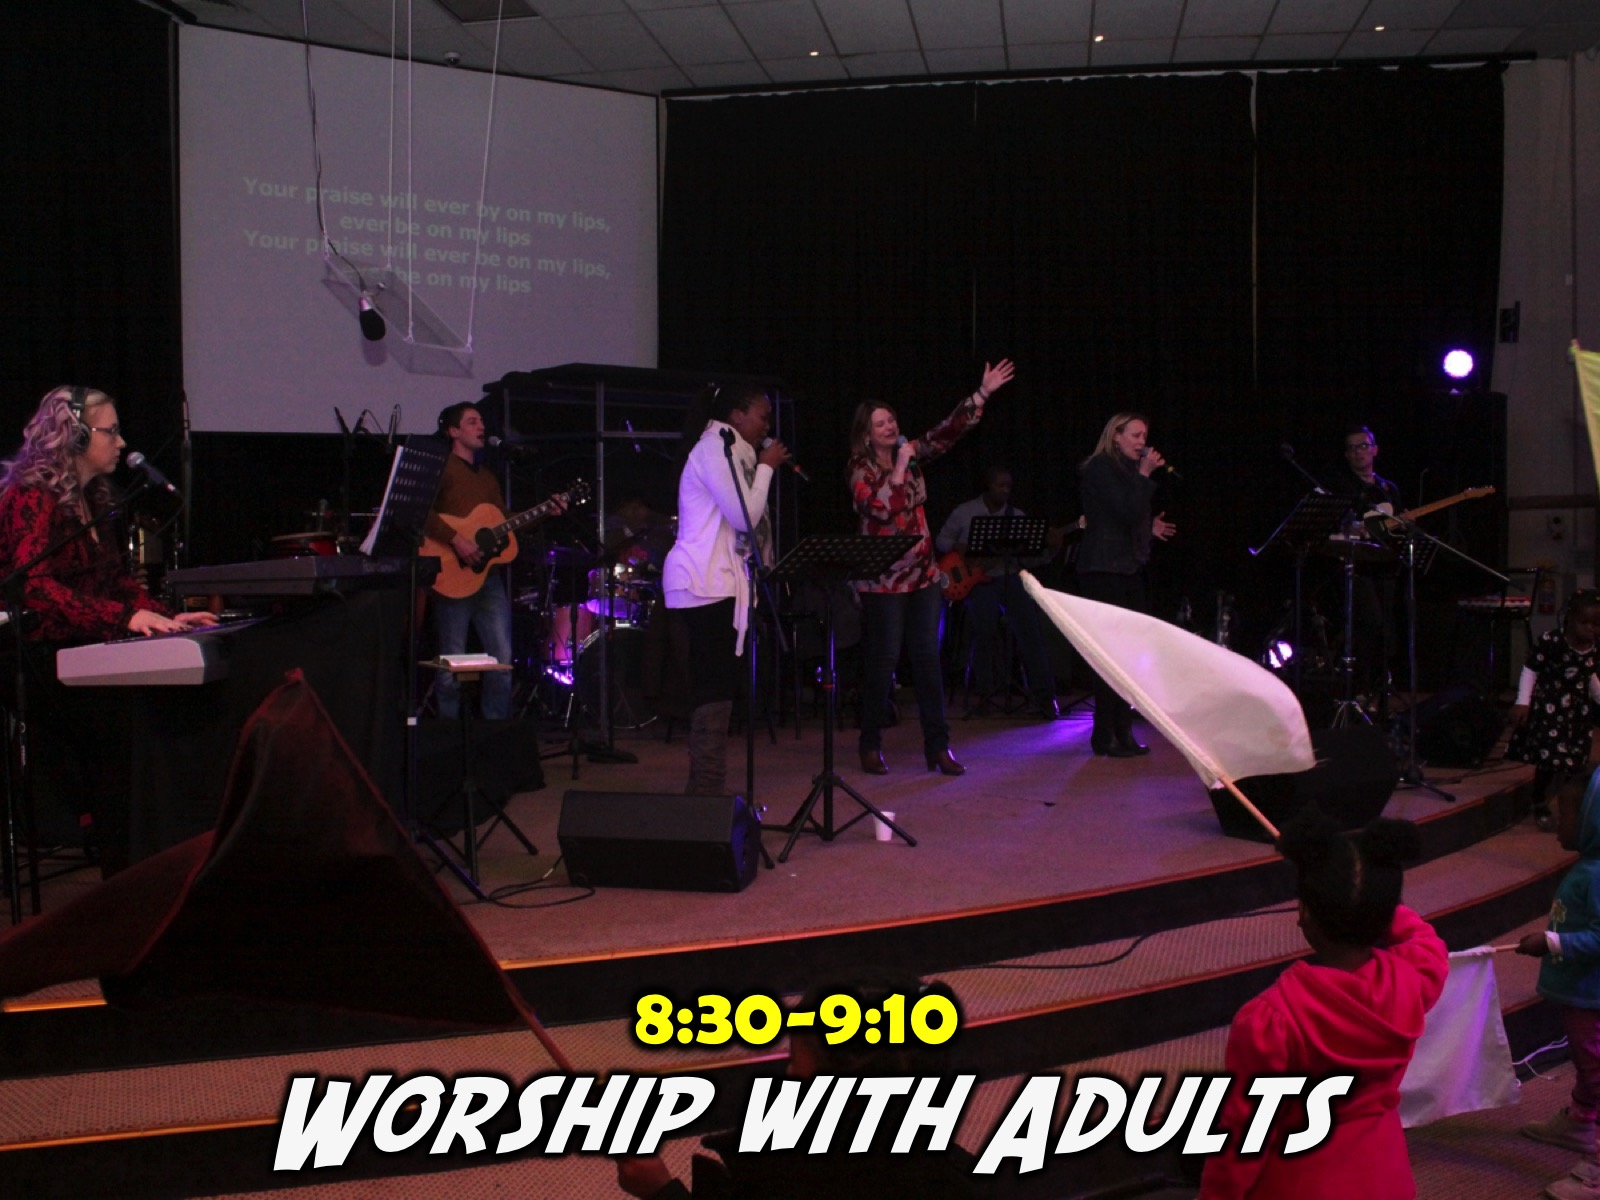 Your praise will ever by on my lips,
ever be on my lips
Your praise will ever be on my lips,
ever be on my lips
8:30-9:10
Worship with Adults